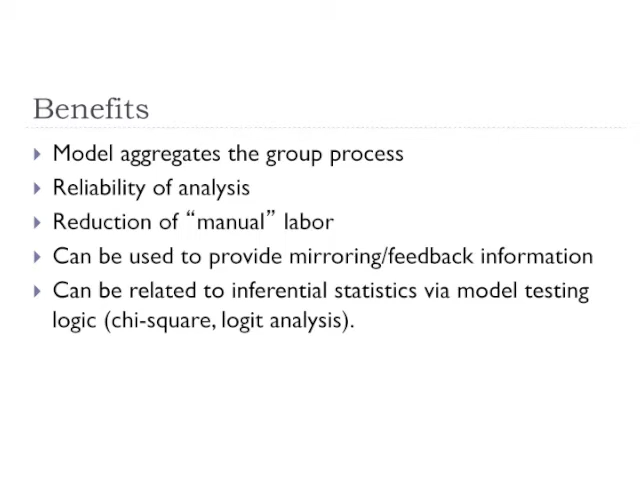 Benefits
Model aggregates the group process
Reliability of analysis
Reduction of “manual” labor
Can be used to provide mirroring/feedback information
Can be related to inferential statistics via model testing
logic (chi-square, logit analysis).